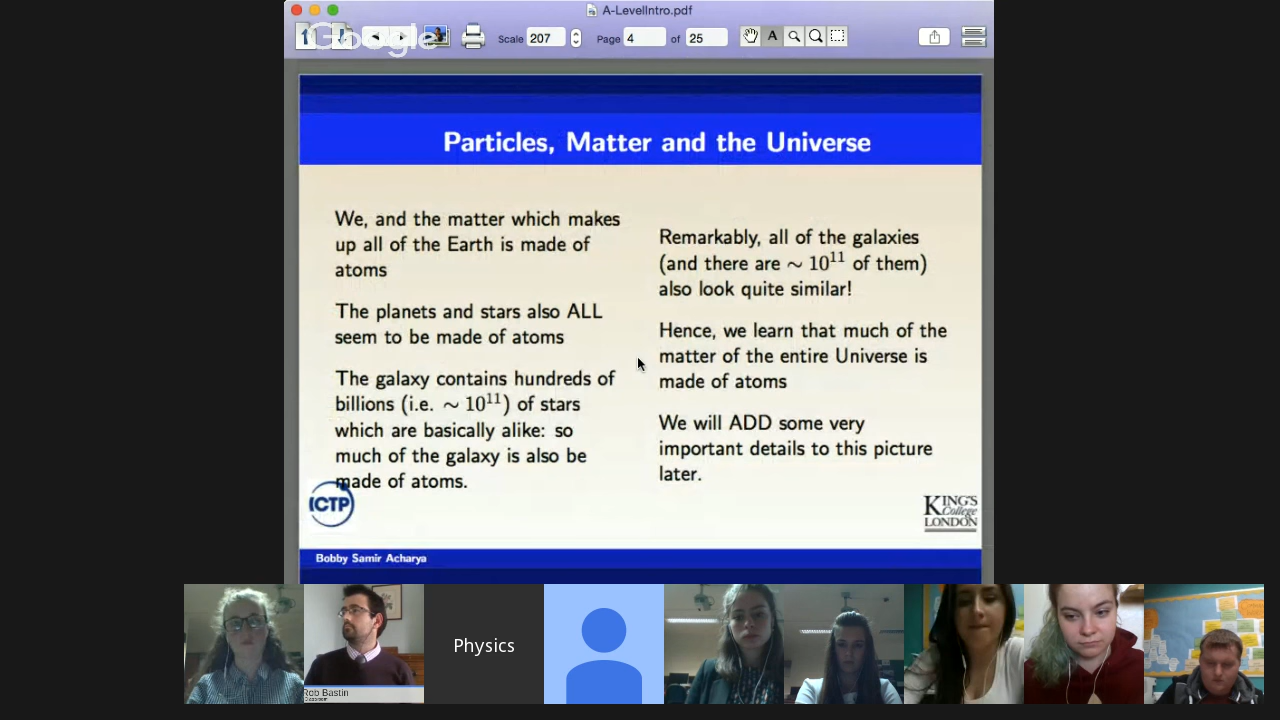 A-LevelIntro.pdf
Google
Scale 207 Page 4 of 25
A
Particles, Matter and the Universe
We, and the matter which makes
up all of the Earth is made of
atoms
The planets and stars also ALL
seem to be made of atoms
The galaxy contains hundreds of
billions (i.e. ∼ 10¹¹) of stars
which are basically alike: so
much of the galaxy is also be
made of atoms.
Remarkably, all of the galaxies
(and there are ∼ 10¹¹ of them)
also look quite similar!
Hence, we learn that much of the
matter of the entire Universe is
made of atoms
We will ADD some very
important details to this picture
later.
ICTP
KING'S
College
LONDON
Bobby Samir Acharya
Rob Bastin
Physics